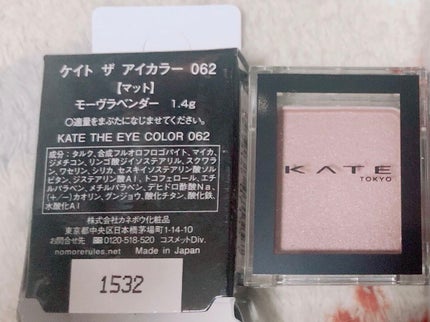 ケイト ザ アイカラー 062
【マット】
モーヴラベンダー 1.4g
○適量をまぶたになじませてください。
KATE THE EYE COLOR 062
成分：タルク、合成フルオロフロゴパイト、マイカ、
ジメチコン、リンゴ酸ジイソステアリル、スクワラ
ン、ワセリン、シリカ、セスキイソステアリン酸ソル
ビタン、ジステアリン酸Al、トコフェロール、エチ
ルパラベン、メチルパラベン、デヒドロ酢酸Na、
（+/-）カオリン、グンジョウ、酸化チタン、酸化鉄、
水酸化Al
株式会社カネボウ化粧品
東京都中央区日本橋茅場町1-14-10
お問合せ先 ☎0120-518-520 コスメットDiv.
nomorerules.net Made in Japan
1532
KATE
TOKYO